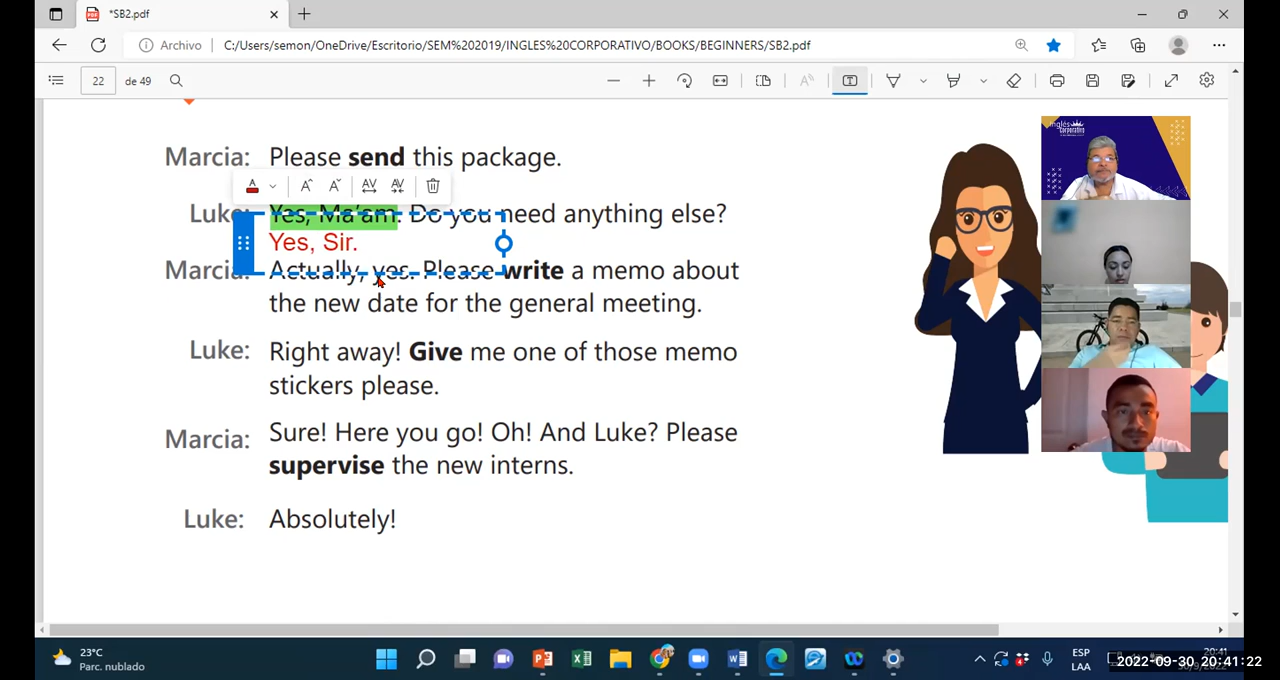 *SB2.pdf
Archivo
C:/Users/semon/OneDrive/Escritorio/SEM%202019/INGLES%20CORPORATIVO/BOOKS/BEGINNERS/SB2.pdf
22 de 49
Marcia: Please send this package.
Luke: Yes, Ma'am. Do you need anything else?
Yes, Sir.
Marcia: Actually, yes. Please write a memo about
the new date for the general meeting.
Luke: Right away! Give me one of those memo
stickers please.
Marcia: Sure! Here you go! Oh! And Luke? Please
supervise the new interns.
Luke: Absolutely!
Inglés
Corporativo
23°C
Parc. nublado
ESP
LAA
20:41
2022-09-30 20:41:22